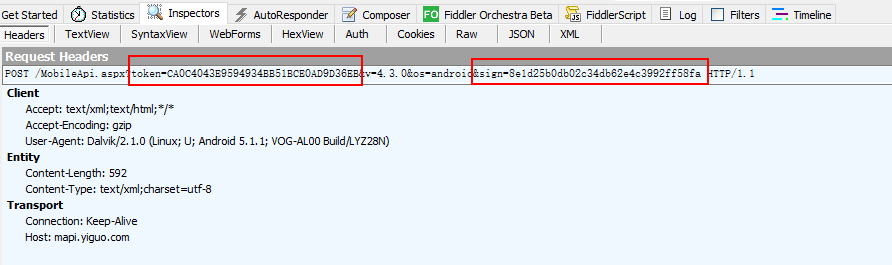 Get Started Statistics Inspectors AutoResponder Composer FO Fiddler Orchestra Beta FiddlerScript Log Filters Timeline
Headers TextView SyntaxView WebForms HexView Auth Cookies Raw JSON XML
Request Headers
POST /MobileApi.aspx?token=CA0C4043E9594934BB51BCE0AD9D36EB&v=4.3.0&os=android&sign=8e1d25b0db02c34db62e4c3992ff58fa HTTP/1.1
Client
Accept: text/xml;text/html;*/*
Accept-Encoding: gzip
User-Agent: Dalvik/2.1.0 (Linux; U; Android 5.1.1; VOG-AL00 Build/LYZ28N)
Entity
Content-Length: 592
Content-Type: text/xml;charset=utf-8
Transport
Connection: Keep-Alive
Host: mapi.yiguo.com